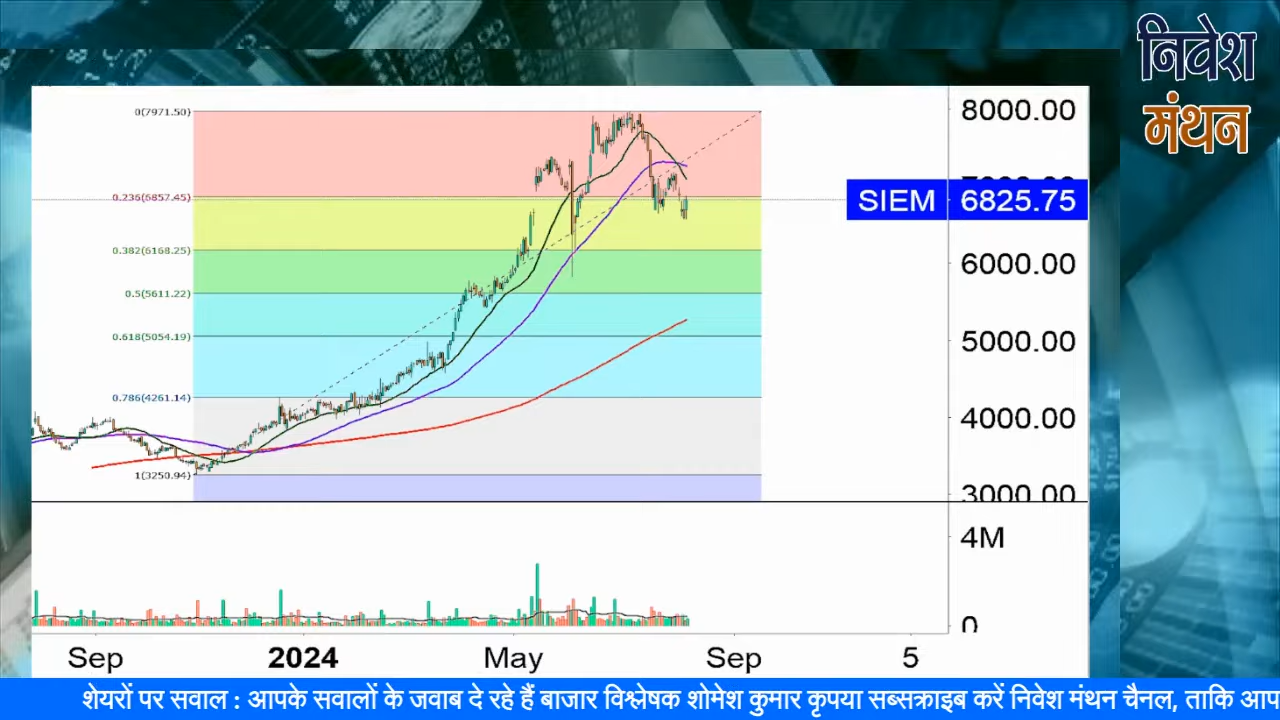 निवेश
मंथन
0(7971.50)
8000.00
0.236(6857.45)
SIEM 6825.75
0.382(6168.25)
6000.00
0.5(5611.22)
0.618(5054.19)
5000.00
0.786(4261.14)
4000.00
1(3250.94)
3000.00
4M
0
Sep 2024 May Sep 5
शेयरों पर सवाल : आपके सवालों के जवाब दे रहे हैं बाजार विश्लेषक शोमेश कुमार कृपया सब्सक्राइब करें निवेश मंथन चैनल, ताकि आप